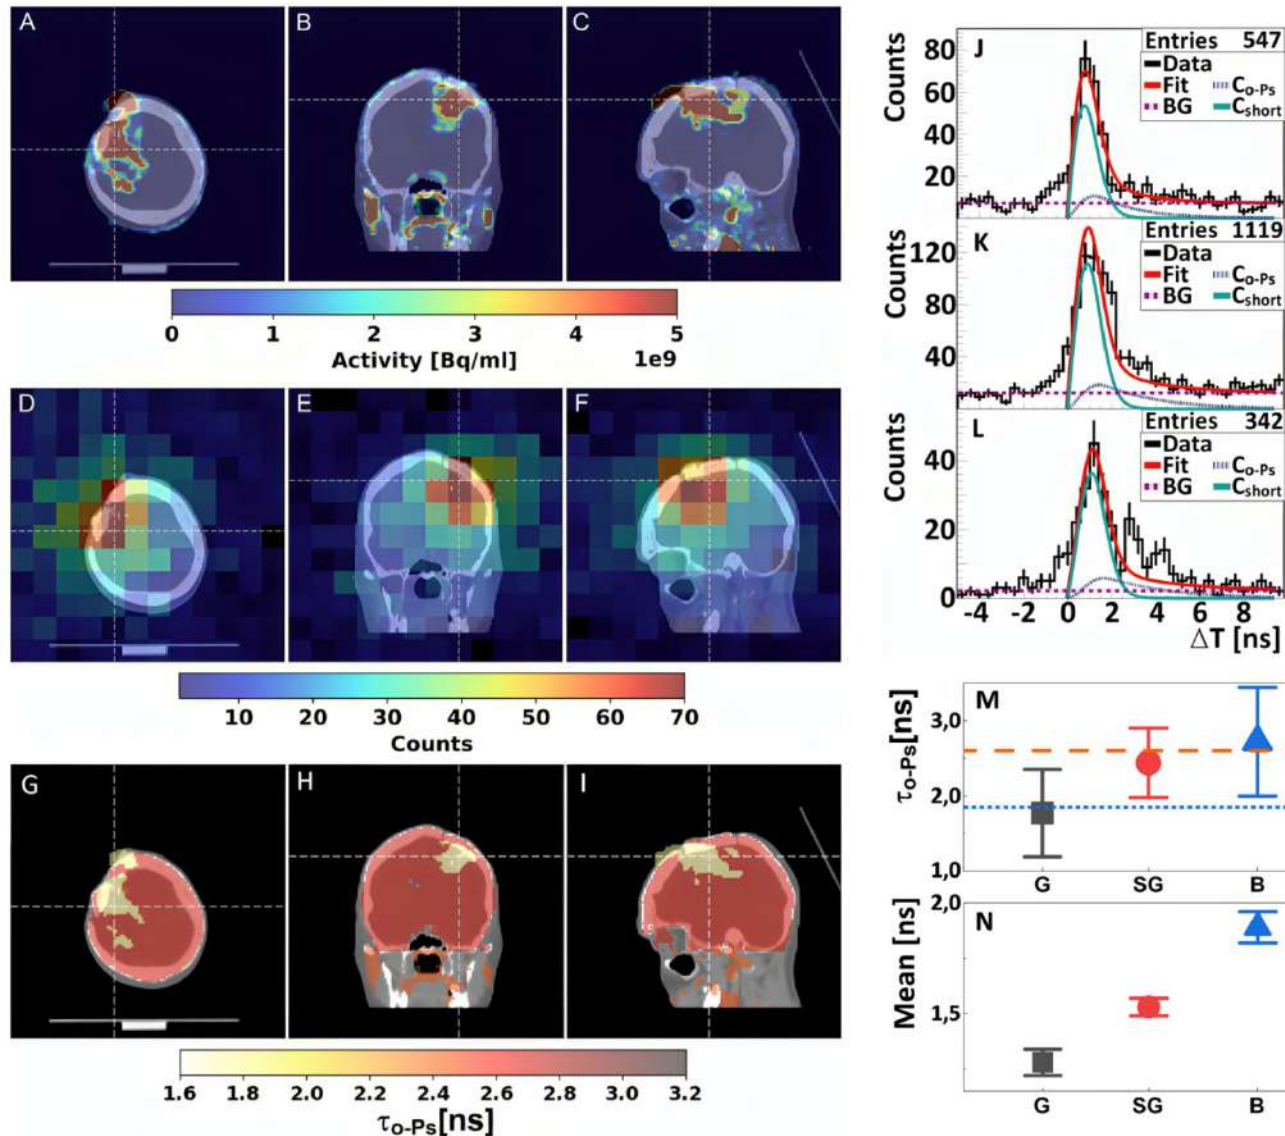 A
B
C
0 1 2 3 4 5
Activity [Bq/ml] 1e9
D
E
F
10 20 30 40 50 60 70
Counts
G
H
I
1.6 1.8 2.0 2.2 2.4 2.6 2.8 3.0 3.2
τo-Ps[ns]
J
Entries 547
Data
Fit Co-Ps
BG Cshort
Counts
80
60
40
20
K
Entries 1119
Data
Fit Co-Ps
BG Cshort
Counts
120
80
40
L
Entries 342
Data
Fit Co-Ps
BG Cshort
Counts
40
20
0
-4 -2 0 2 4 6 8
ΔT [ns]
M
τo-Ps[ns]
3,0
2,0
1,0
G SG B
N
Mean [ns]
2,0
1,5
G SG B